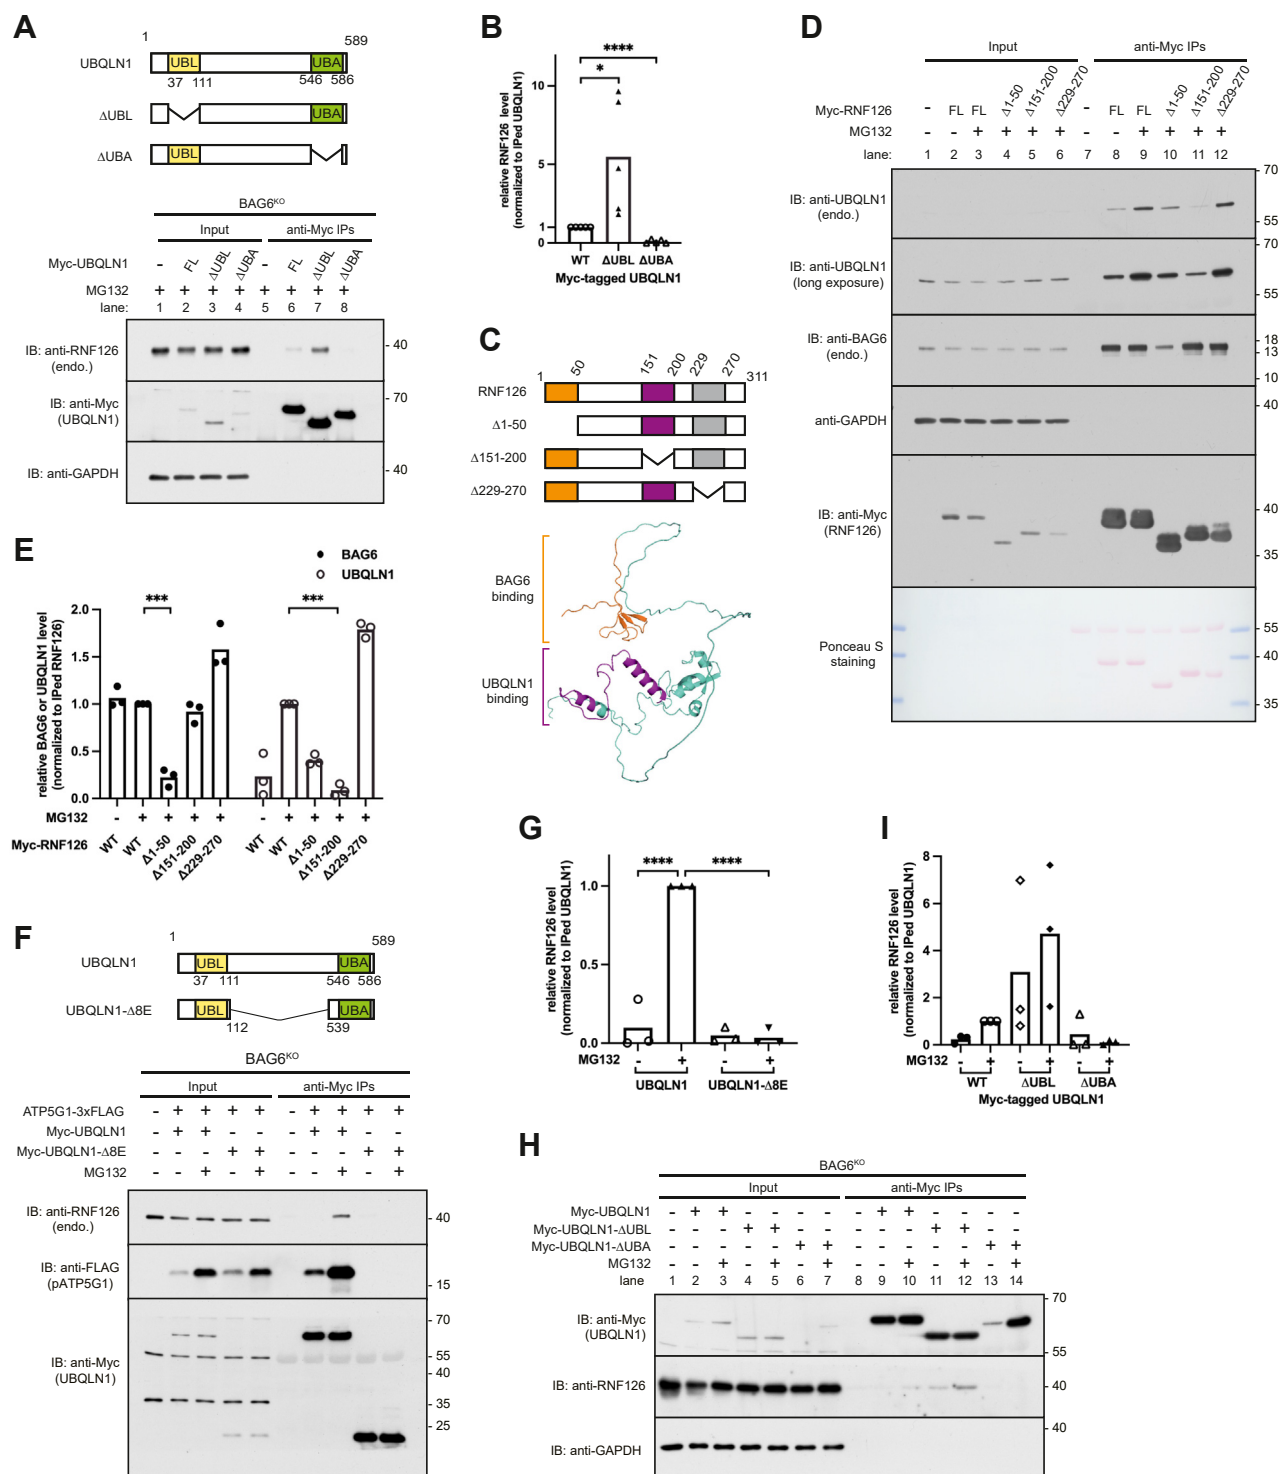 A
1
589
UBQLN1
UBL
UBA
37 111
546 586
ΔUBL
UBA
ΔUBA
UBL
BAG6KO
Input
anti-Myc IPs
Myc-UBQLN1
- FL ΔUBL ΔUBA - FL ΔUBL ΔUBA
MG132
+ + + + + + + +
lane:
1 2 3 4 5 6 7 8
IB: anti-RNF126
(endo.)
- 40
IB: anti-Myc
(UBQLN1)
- 70
IB: anti-GAPDH
- 40
B
relative RNF126 level
(normalized to IPed UBQLN1)
****
*
10
5
1
0
WT ΔUBL ΔUBA
Myc-tagged UBQLN1
C
1 50 151 200 229 270 311
RNF126
Δ1-50
Δ151-200
Δ229-270
BAG6
binding
UBQLN1
binding
D
Input
anti-Myc IPs
Myc-RNF126
- FL FL Δ1-50 Δ151-200 Δ229-270 - FL FL Δ1-50 Δ151-200 Δ229-270
MG132
- - + + + + - - + + + +
lane:
1 2 3 4 5 6 7 8 9 10 11 12
IB: anti-UBQLN1
(endo.)
70
55
IB: anti-UBQLN1
(long exposure)
70
55
IB: anti-BAG6
(endo.)
18
13
10
anti-GAPDH
40
IB: anti-Myc
(RNF126)
40
35
Ponceau S
staining
55
40
35
E
BAG6
UBQLN1
relative BAG6 or UBQLN1 level
(normalized to IPed RNF126)
***
***
2.0
1.5
1.0
0.5
0.0
MG132
- + + + + - + + + +
Myc-RNF126
WT WT Δ1-50 Δ151-200 Δ229-270 WT WT Δ1-50 Δ151-200 Δ229-270
F
1
589
UBQLN1
UBL
UBA
37 111
546 586
UBQLN1-Δ8E
UBL
UBA
112
539
BAG6KO
Input
anti-Myc IPs
ATP5G1-3xFLAG
- + + + + - + + + +
Myc-UBQLN1
- + + - - - + + - -
Myc-UBQLN1-Δ8E
- - - + + - - - + +
MG132
- - + - + - - + - +
IB: anti-RNF126
(endo.)
- 40
IB: anti-FLAG
(pATP5G1)
- 15
IB: anti-Myc
(UBQLN1)
- 70
- 55
- 40
- 35
- 25
G
relative RNF126 level
(normalized to IPed UBQLN1)
****
****
1.0
0.5
0.0
MG132
- + - +
UBQLN1
UBQLN1-Δ8E
I
relative RNF126 level
(normalized to IPed UBQLN1)
8
6
4
2
0
MG132
- + - + - +
WT
ΔUBL
ΔUBA
Myc-tagged UBQLN1
H
BAG6KO
Input
anti-Myc IPs
Myc-UBQLN1
- + + - - - - - + + - - - -
Myc-UBQLN1-ΔUBL
- - - + + - - - - - + + - -
Myc-UBQLN1-ΔUBA
- - - - - + + - - - - - + +
MG132
- - + - + - + - - + - + - +
lane
1 2 3 4 5 6 7 8 9 10 11 12 13 14
IB: anti-Myc
(UBQLN1)
- 70
- 55
IB: anti-RNF126
- 40
IB: anti-GAPDH
- 40